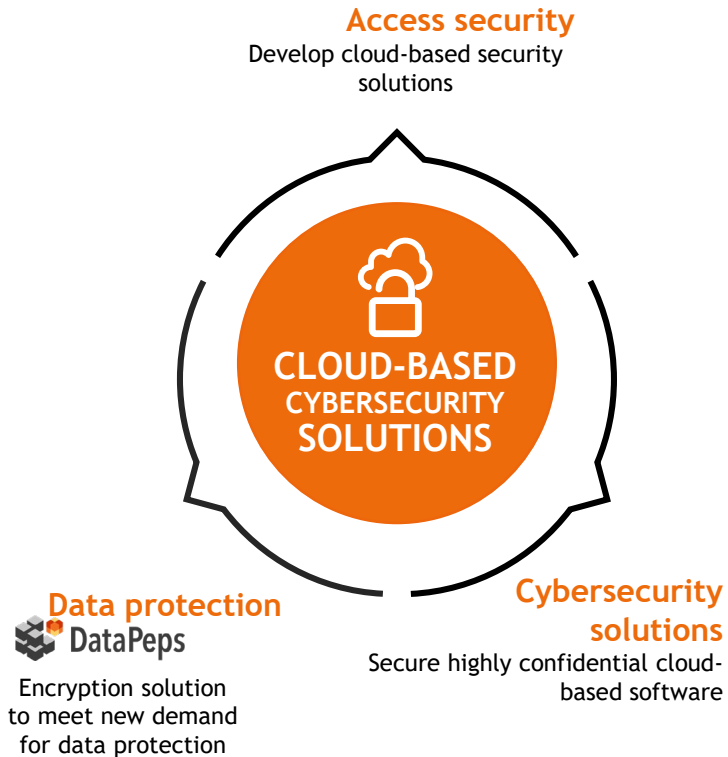 Access security
Develop cloud-based security
solutions
CLOUD-BASED
CYBERSECURITY
SOLUTIONS
Data protection
DataPeps
Encryption solution
to meet new demand
for data protection
Cybersecurity
solutions
Secure highly confidential cloud-
based software